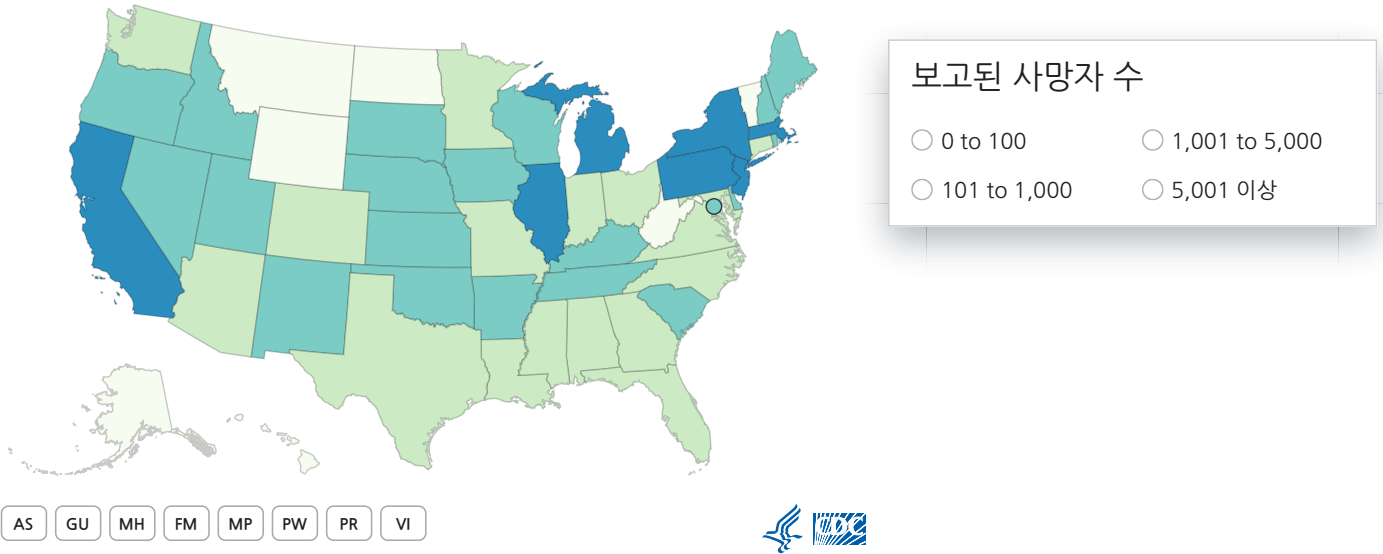 보고된 사망자 수
0 to 100
1,001 to 5,000
101 to 1,000
5,001 이상
AS GU MH FM MP PW PR VI
CDC